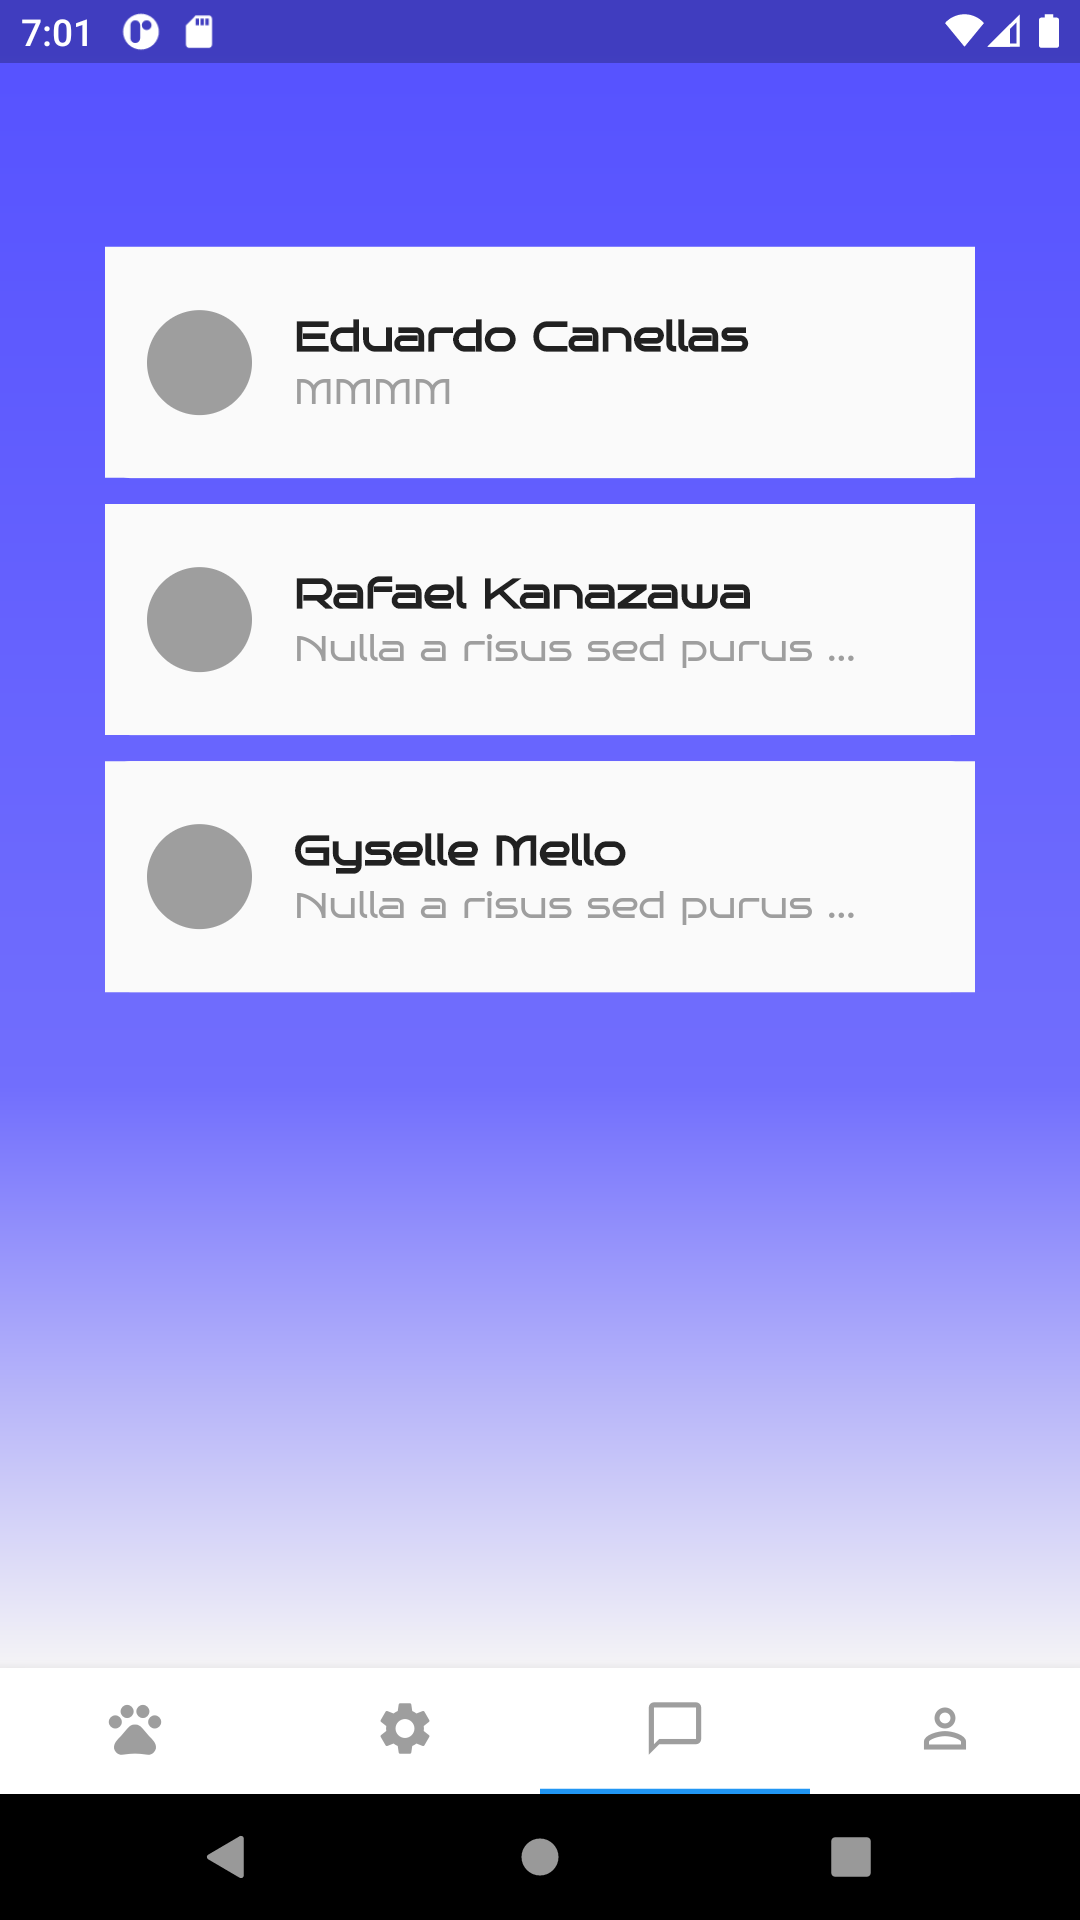 7:01
Eduardo Canellas
MMMM
Rafael Kanazawa
Nulla a risus sed purus ...
Gyselle Mello
Nulla a risus sed purus ...